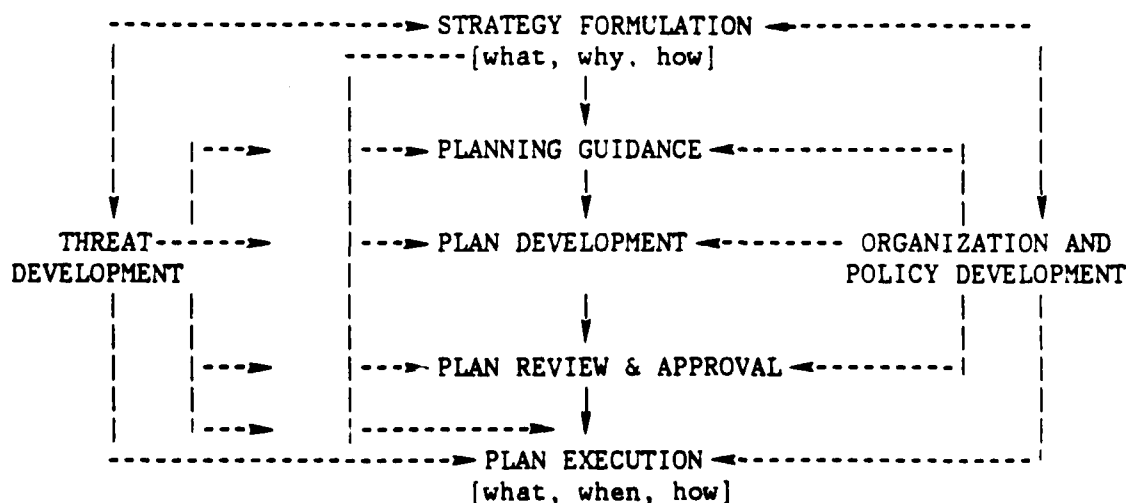 STRATEGY FORMULATION
[what, why, how]
PLANNING GUIDANCE
THREAT
DEVELOPMENT
PLAN DEVELOPMENT
ORGANIZATION AND
POLICY DEVELOPMENT
PLAN REVIEW & APPROVAL
PLAN EXECUTION
[what, when, how]